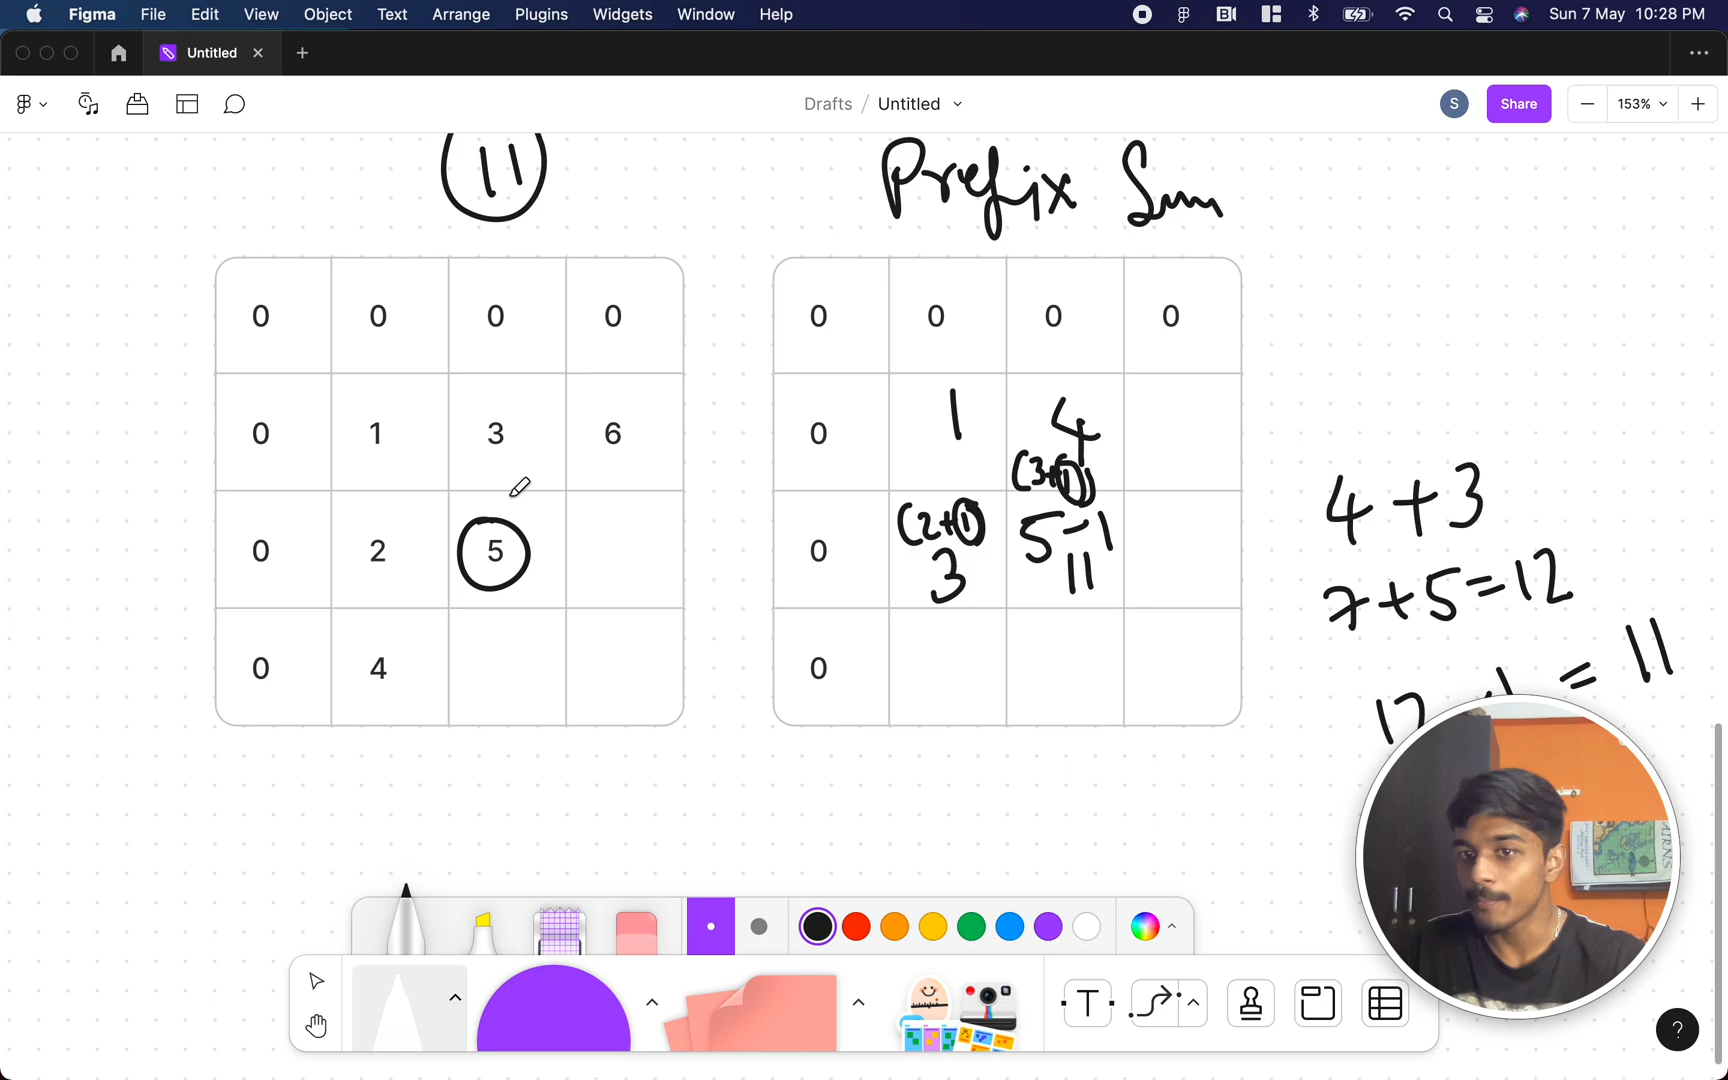 Figma File Edit View Object Text Arrange Plugins Widgets Window Help Sun 7 May 10:28 PM
Untitled
Drafts / Untitled
S Share 153%
11 Prefix Sum
0 0 0 0
0 1 3 6
0 2 5
0 4
0 0 0 0
0 1 4
(3+1)
0 (2+1) 5-1
3 11
0
4+3
7+5=12
12 -1 = 11
T
?